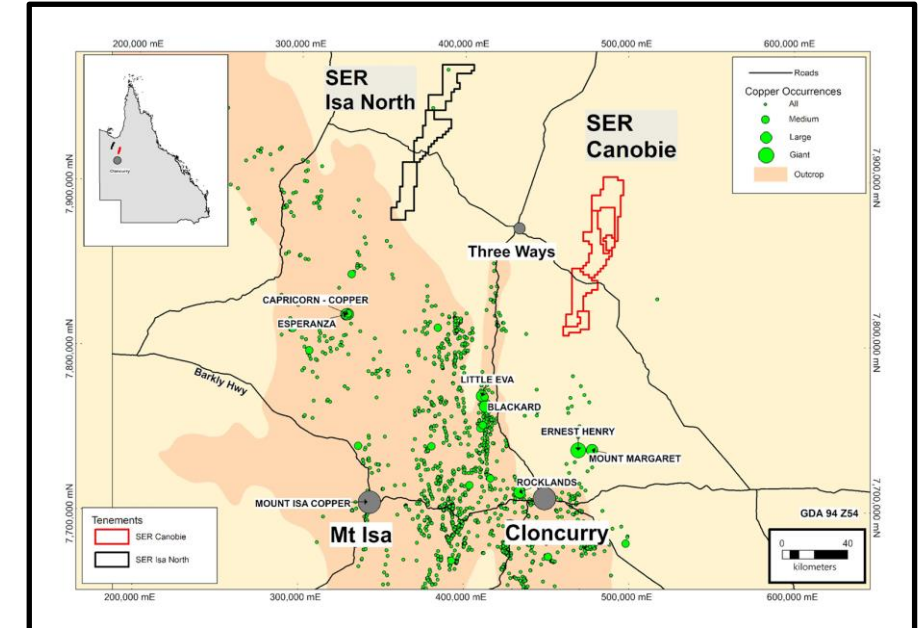 200,000 mE
300,000 mE
400,000 mE
500,000 mE
600,000 mE
Cloncurry
SER
Isa North
SER
Canobie
Roads
Copper Occurrences
All
Medium
Large
Giant
Outcrop
7,900,000 mN
7,900,000 mN
Three Ways
CAPRICORN - COPPER
ESPERANZA
7,800,000 mN
7,800,000 mN
Barkly Hwy
LITTLE EVA
BLACKARD
ERNEST HENRY
MOUNT MARGARET
ROCKLANDS
MOUNT ISA COPPER
7,700,000 mN
7,700,000 mN
Mt Isa
Cloncurry
GDA 94 Z54
Tenements
SER Canobie
SER Isa North
0 20 40
kilometers
200,000 mE
300,000 mE
400,000 mE
500,000 mE
600,000 mE